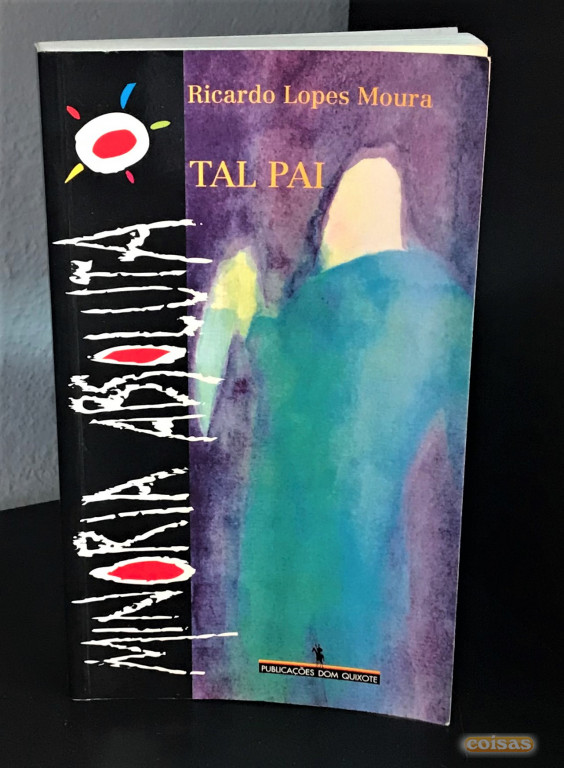 Ricardo Lopes Moura
TAL PAI
MINORIA ABSOLUTA
PUBLICAÇÕES DOM QUIXOTE
coisas